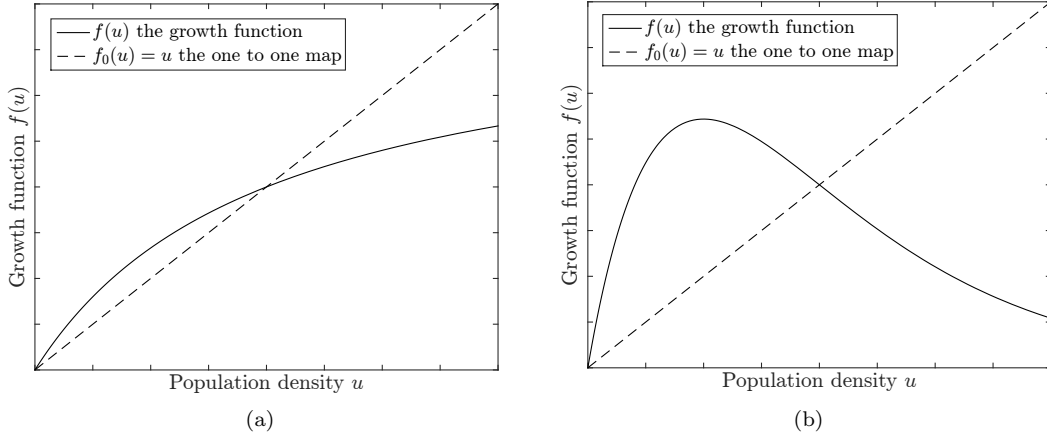 Growth function f(u)
f(u) the growth function
f₀(u) = u the one to one map
Population density u
(a)
Growth function f(u)
f(u) the growth function
f₀(u) = u the one to one map
Population density u
(b)